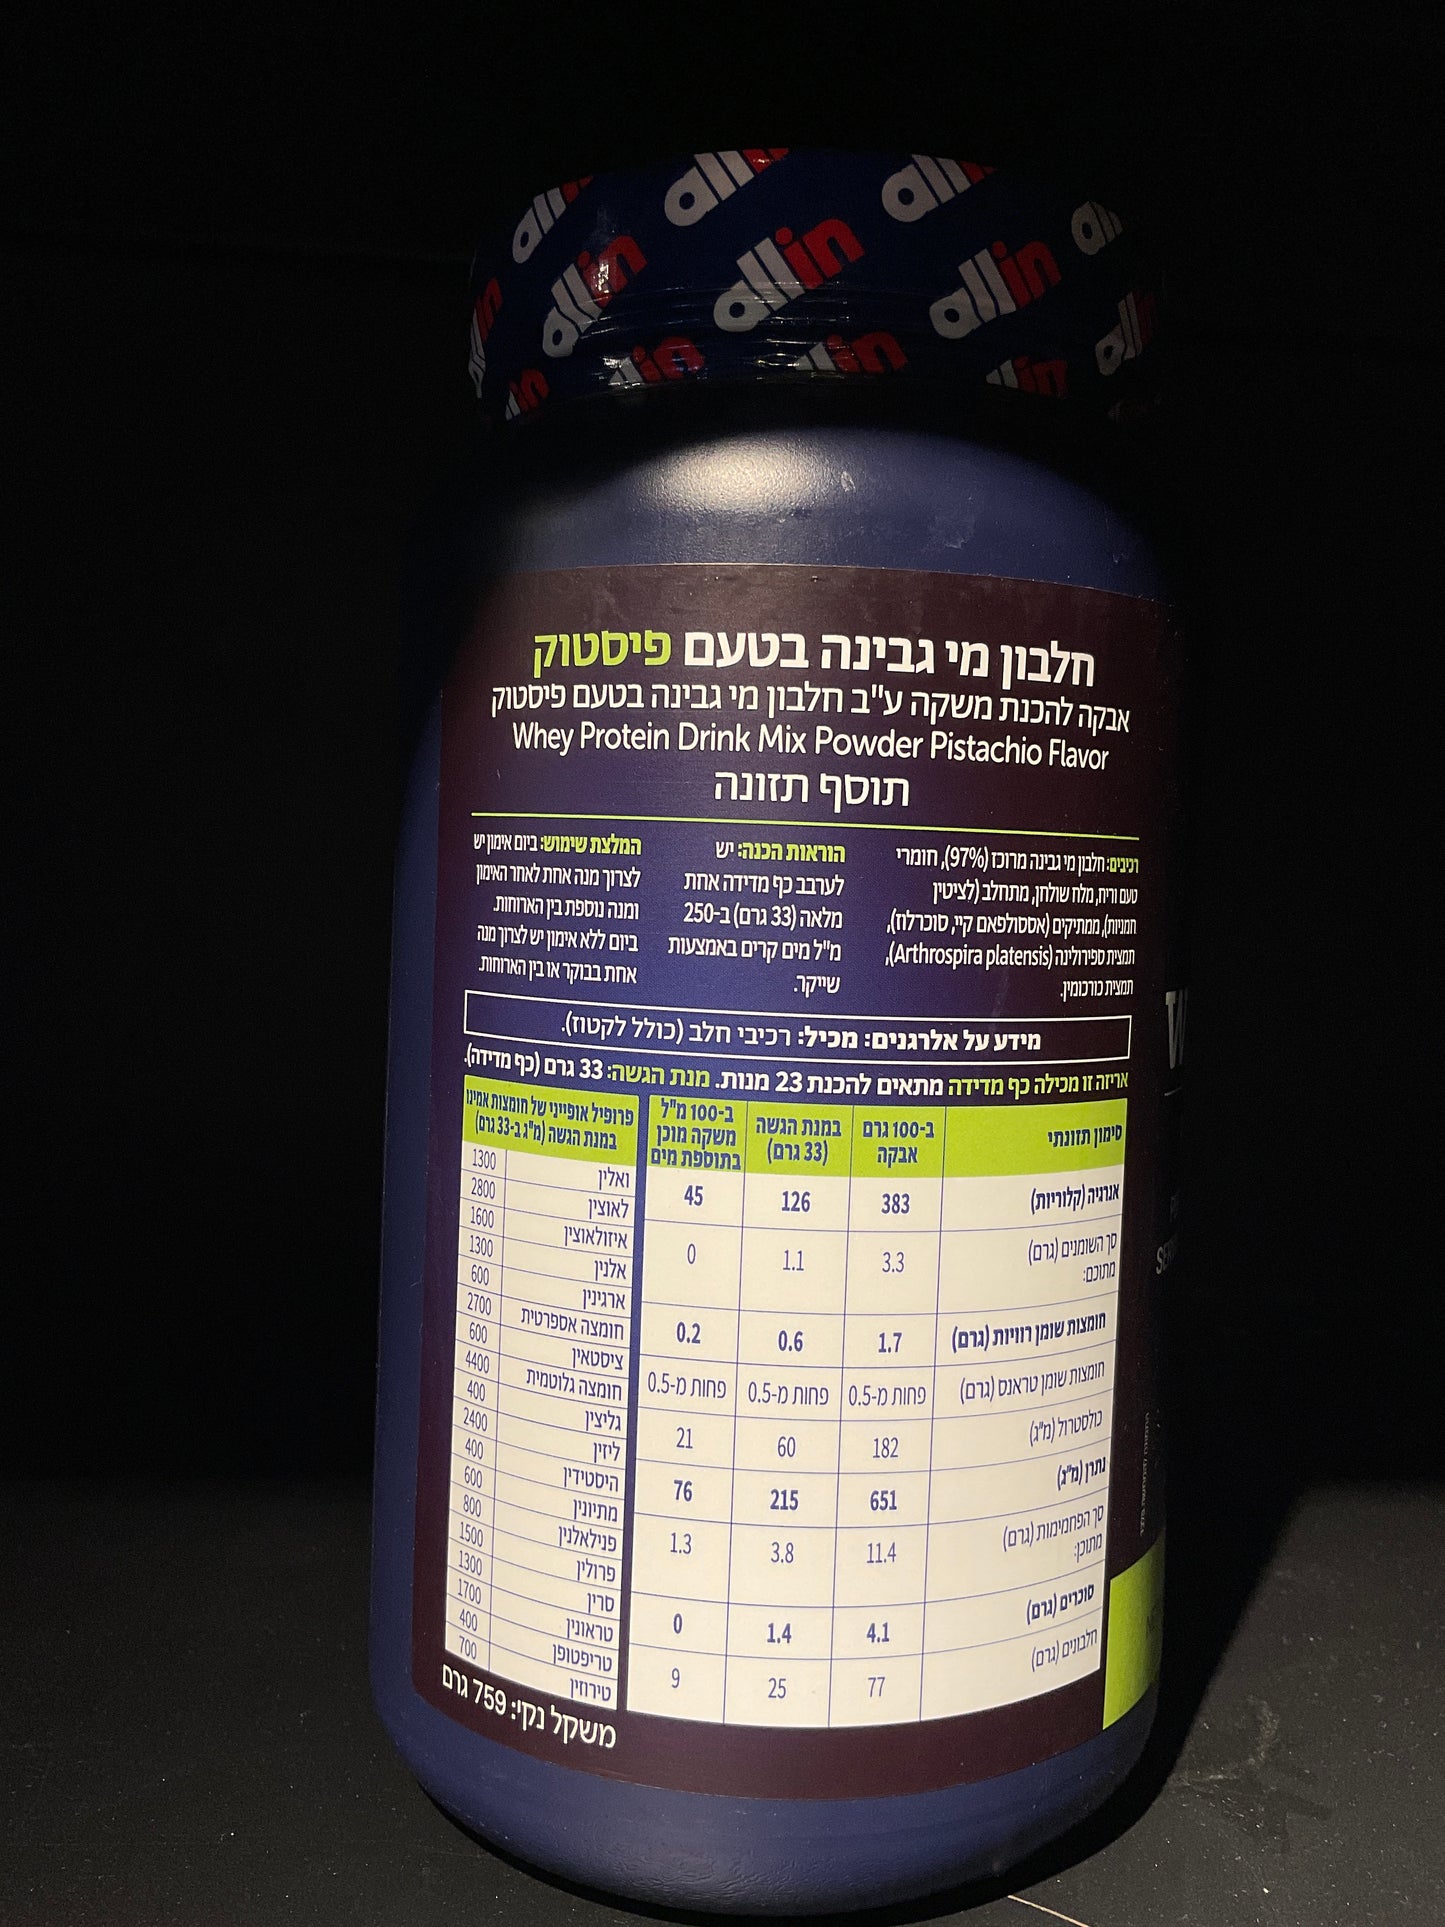 allin allin allin allin
allin allin allin allin
allin allin allin allin
חלבון מי גבינה בטעם פיסטוק
אבקה להכנת משקה ע"ב חלבון מי גבינה בטעם פיסטוק
Whey Protein Drink Mix Powder Pistachio Flavor
תוסף תזונה
רכיבים: חלבון מי גבינה מרוכז (97%), חומרי
טעם וריח, מלח שולחן, מתחלב (לציטין
חמניות), ממתיקים (אססולפאם קיי, סוכרלוז),
תמצית ספירולינה (Arthrospira platensis),
תמצית כורכומין.
הוראות הכנה: יש
לערבב כף מדידה אחת
מלאה (33 גרם) ב-250
מ"ל מים קרים באמצעות
שייקר.
המלצת שימוש: ביום אימון יש
לצרוך מנה אחת לאחר האימון
ומנה נוספת בין הארוחות.
ביום ללא אימון יש לצרוך מנה
אחת בבוקר או בין הארוחות.
מידע על אלרגנים: מכיל: רכיבי חלב (כולל לקטוז).
אריזה זו מכילה כף מדידה מתאים להכנת 23 מנות. מנת הגשה: 33 גרם (כף מדידה).
סימון תזונתי ב-100 גרם אבקה במנת הגשה (33 גרם) ב-100 מ"ל משקה מוכן בתוספת מים
אנרגיה (קלוריות) 383 126 45
סך השומנים (גרם) 3.3 1.1 0
מתוכם:
חומצות שומן רוויות (גרם) 1.7 0.6 0.2
חומצות שומן טראנס (גרם) פחות מ-0.5 פחות מ-0.5 פחות מ-0.5
כולסטרול (מ"ג) 182 60 21
נתרן (מ"ג) 651 215 76
סך הפחמימות (גרם) 11.4 3.8 1.3
מתוכן:
סוכרים (גרם) 4.1 1.4 0
חלבונים (גרם) 77 25 9
פרופיל אופייני של חומצות אמינו
במנת הגשה (מ"ג ב-33 גרם)
ואלין 1300
לאוצין 2800
איזולאוצין 1600
אלנין 1300
ארגינין 600
חומצה אספרטית 2700
ציסטאין 600
חומצה גלוטמית 4400
גליצין 400
ליזין 2400
היסטידין 400
מתיונין 600
פנילאלנין 800
פרולין 1500
סרין 1300
טראונין 1700
טריפטופן 400
טירוזין 700
משקל נקי: 759 גרם